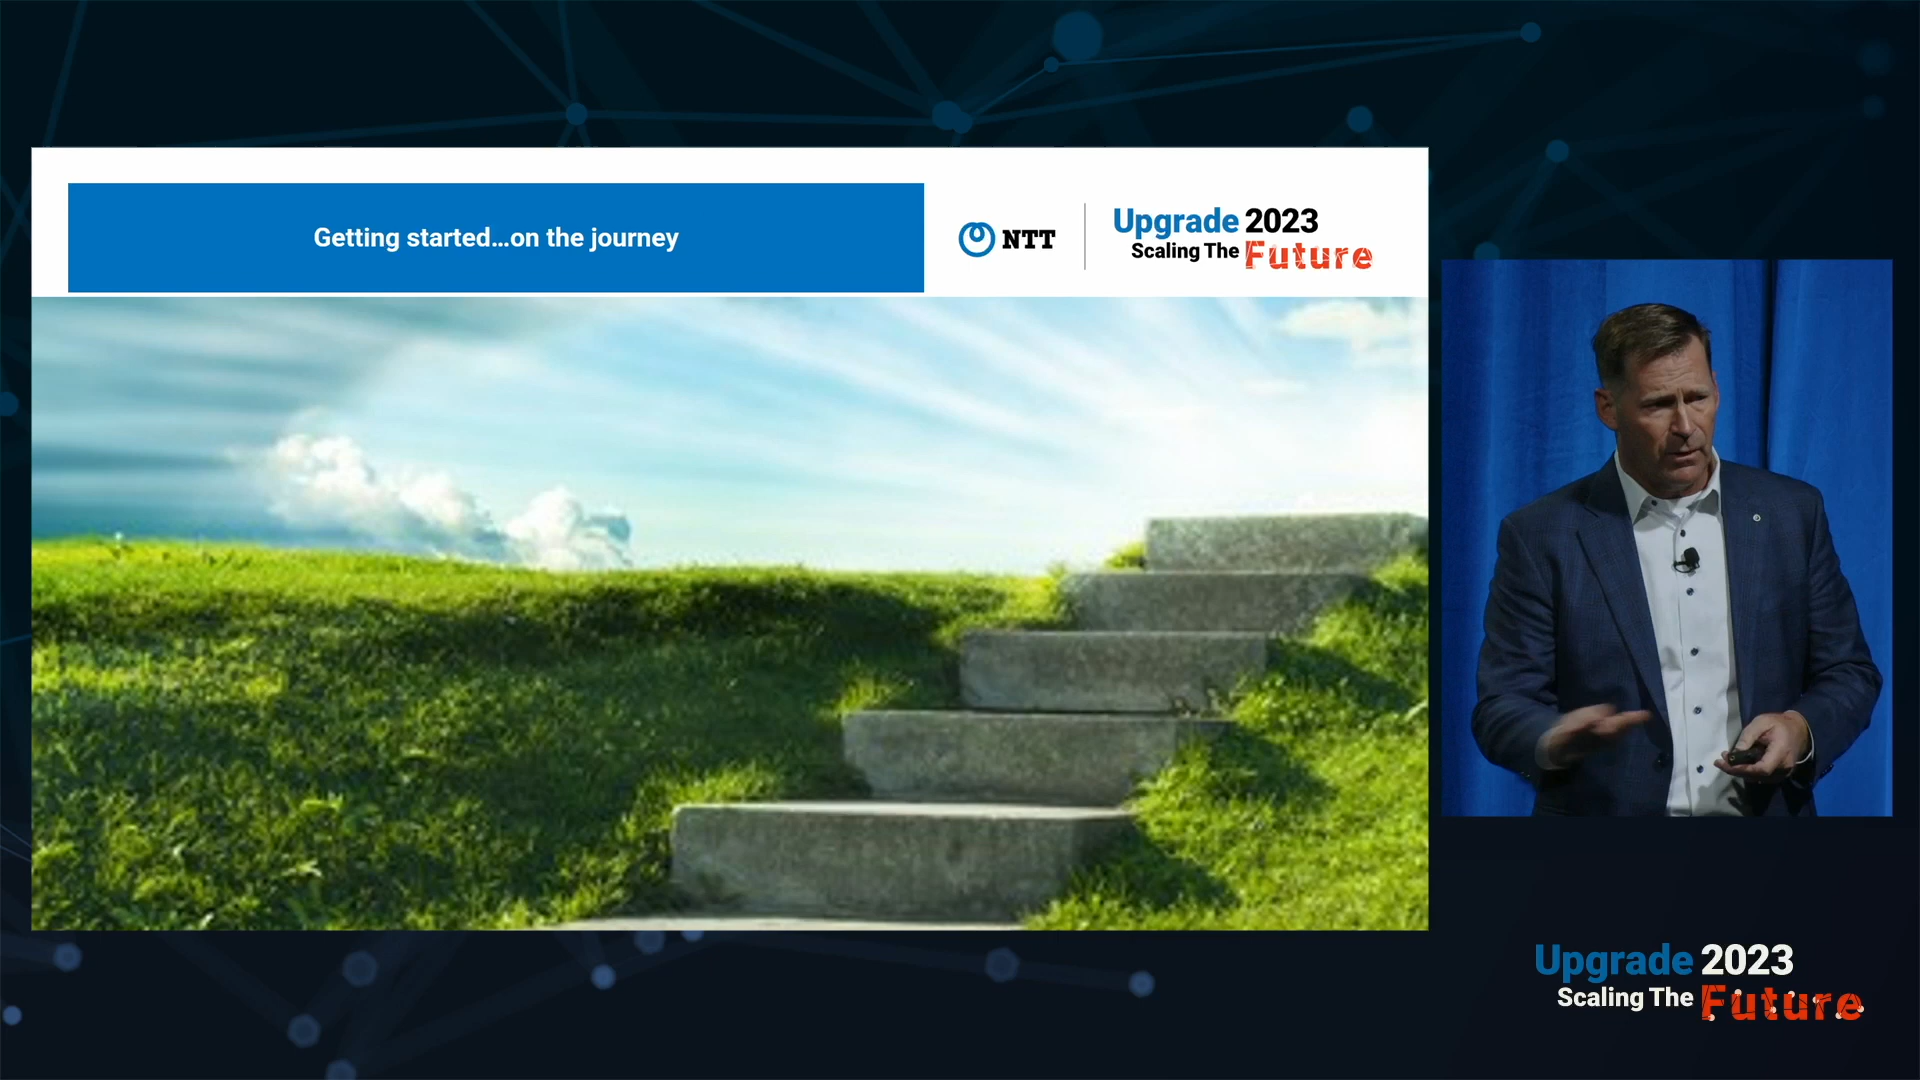 Getting started...on the journey
NTT
Upgrade 2023
Scaling The Future
Upgrade 2023
Scaling The Future